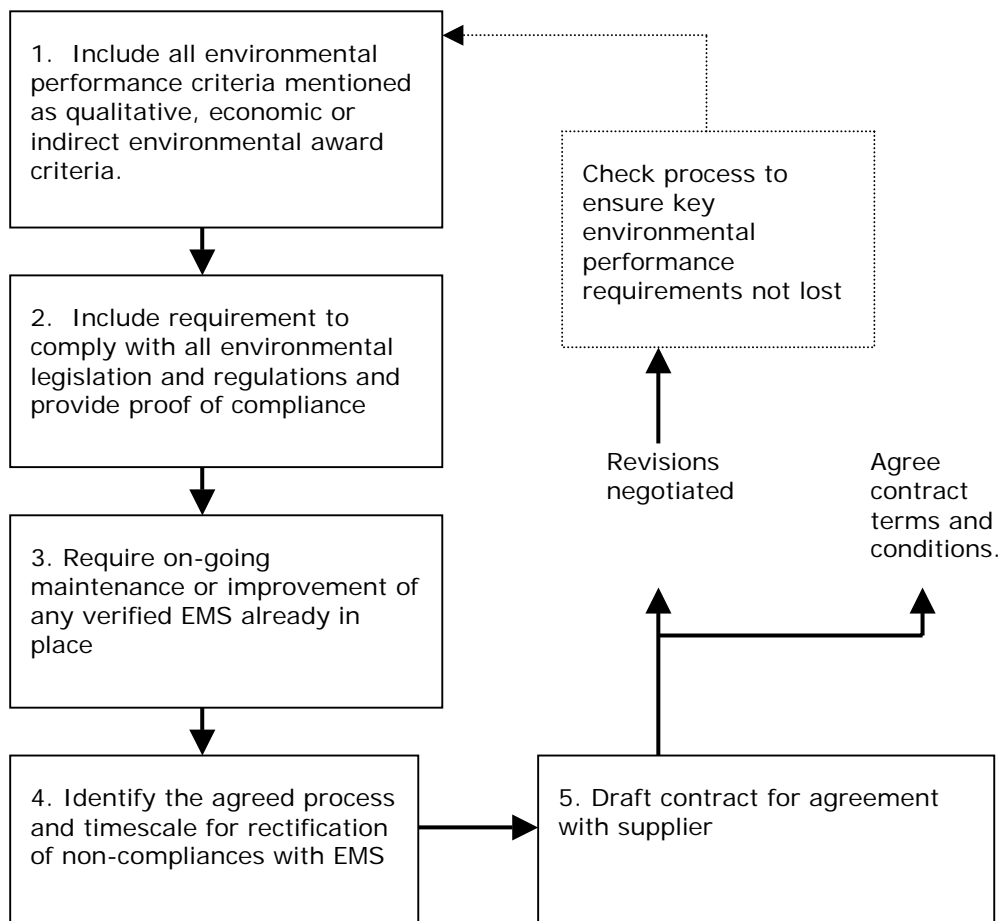 1. Include all environmental
performance criteria mentioned
as qualitative, economic or
indirect environmental award
criteria.
2. Include requirement to
comply with all environmental
legislation and regulations and
provide proof of compliance
3. Require on-going
maintenance or improvement of
any verified EMS already in
place
4. Identify the agreed process
and timescale for rectification
of non-compliances with EMS
5. Draft contract for agreement
with supplier
Revisions
negotiated
Agree
contract
terms and
conditions.
Check process to
ensure key
environmental
performance
requirements not lost